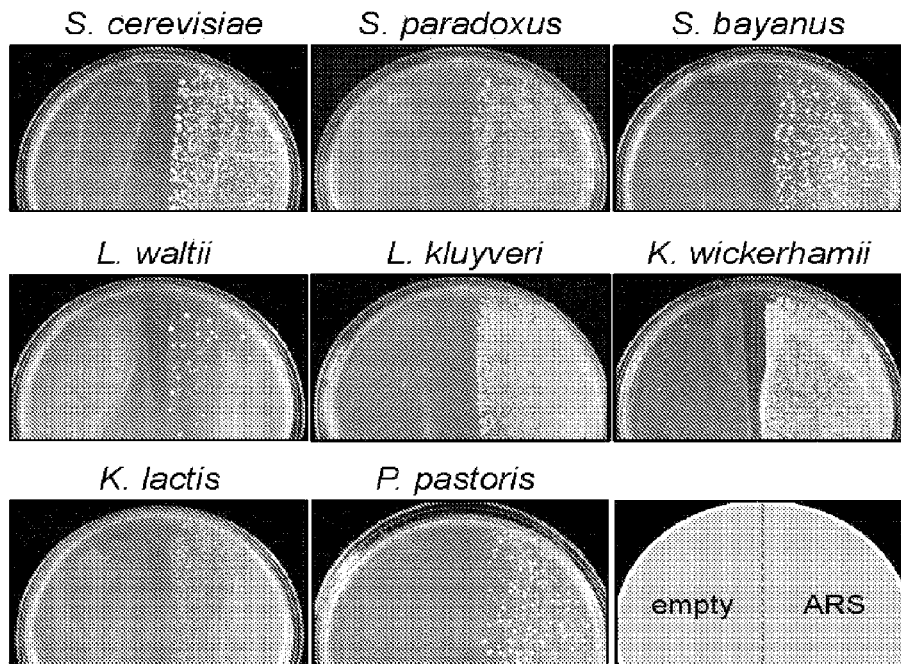 S. cerevisiae
S. paradoxus
S. bayanus
L. waltii
L. kluyveri
K. wickerhamii
K. lactis
P. pastoris
empty
ARS